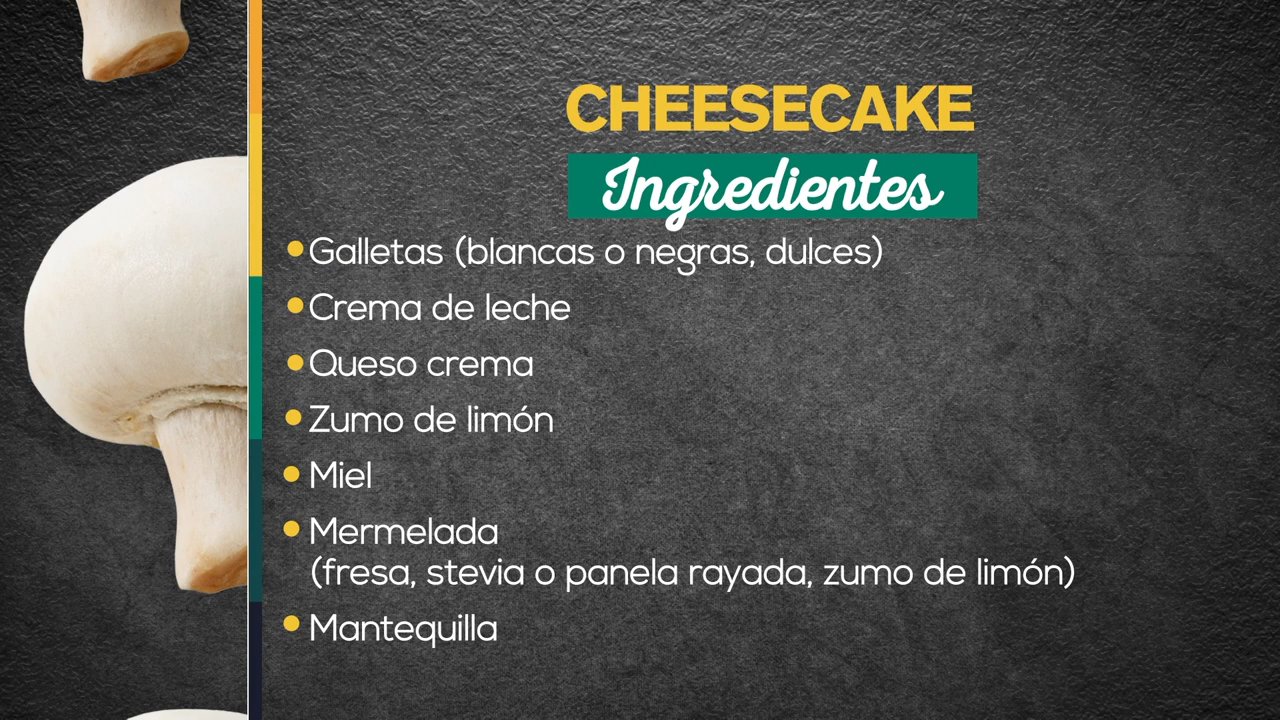 CHEESECAKE
Ingredientes
• Galletas (blancas o negras, dulces)
• Crema de leche
• Queso crema
• Zumo de limón
• Miel
• Mermelada
(fresa, stevia o panela rayada, zumo de limón)
• Mantequilla